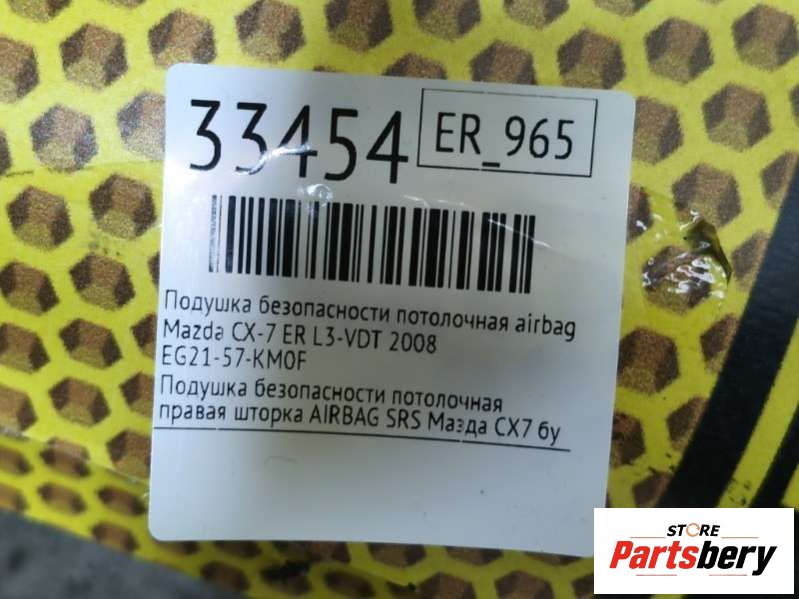 33454
ER_965
Подушка безопасности потолочная airbag
Mazda CX-7 ER L3-VDT 2008
EG21-57-KM0F
Подушка безопасности потолочная
правая шторка AIRBAG SRS Мазда СХ7 бу
STORE
Partsbery